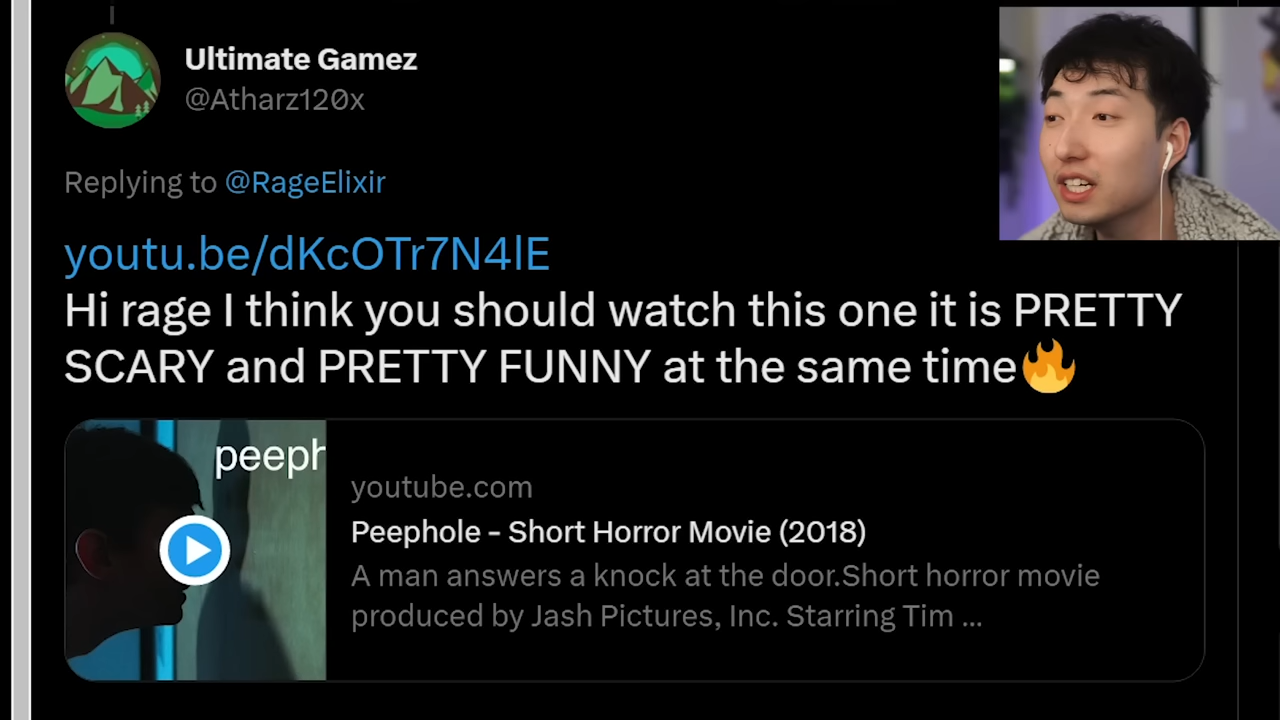 Ultimate Gamez
@Atharz120x
Replying to @RageElixir
youtu.be/dKcOTr7N4lE
Hi rage I think you should watch this one it is PRETTY
SCARY and PRETTY FUNNY at the same time🔥
peeph
youtube.com
Peephole - Short Horror Movie (2018)
A man answers a knock at the door.Short horror movie
produced by Jash Pictures, Inc. Starring Tim ...